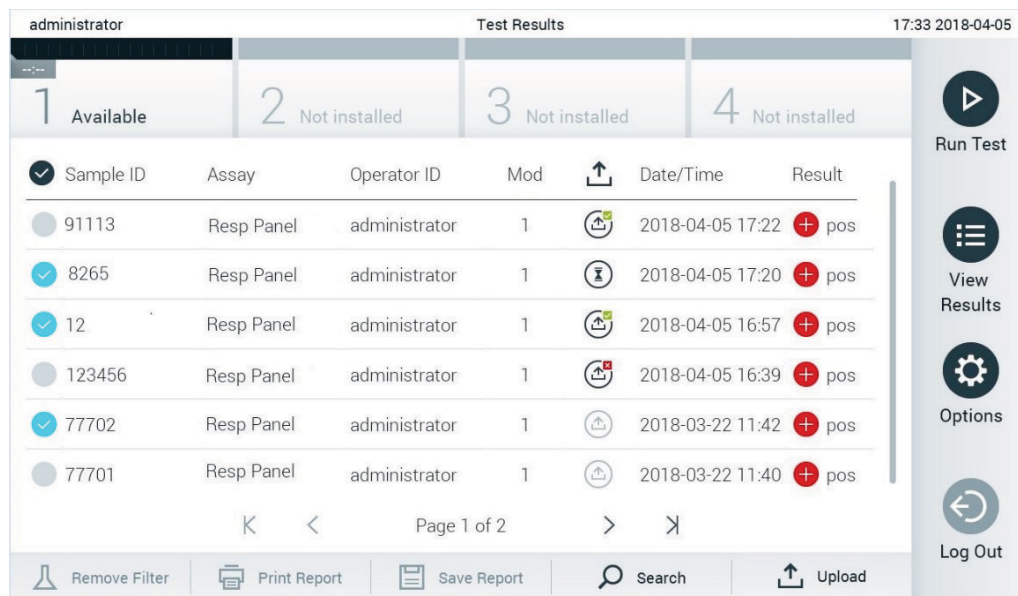 administrator Test Results 17:33 2018-04-05
--:--
1 Available 2 Not installed 3 Not installed 4 Not installed
Run Test
Sample ID Assay Operator ID Mod Date/Time Result
91113 Resp Panel administrator 1 2018-04-05 17:22 pos
8265 Resp Panel administrator 1 2018-04-05 17:20 pos
12 Resp Panel administrator 1 2018-04-05 16:57 pos
123456 Resp Panel administrator 1 2018-04-05 16:39 pos
77702 Resp Panel administrator 1 2018-03-22 11:42 pos
77701 Resp Panel administrator 1 2018-03-22 11:40 pos
Page 1 of 2
View
Results
Options
Log Out
Remove Filter Print Report Save Report Search Upload